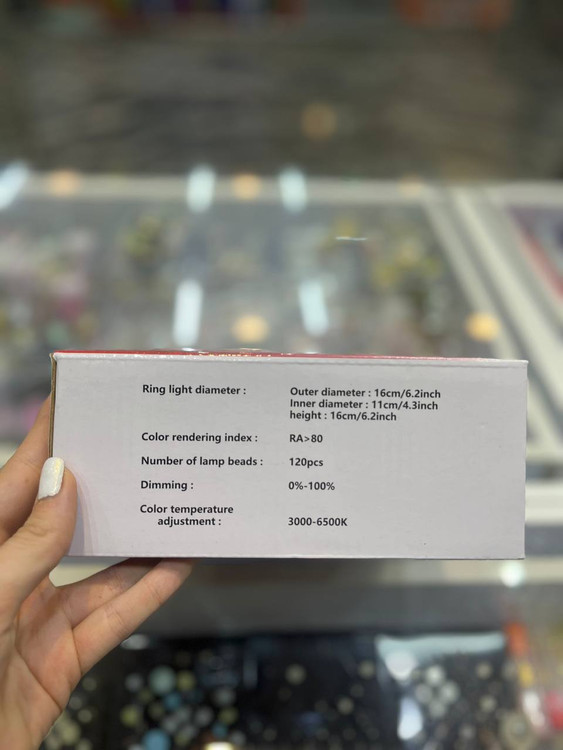 Ring light diameter : Outer diameter : 16cm/6.2inch
Inner diameter : 11cm/4.3inch
height : 16cm/6.2inch
Color rendering index : RA>80
Number of lamp beads : 120pcs
Dimming : 0%-100%
Color temperature
adjustment : 3000-6500K